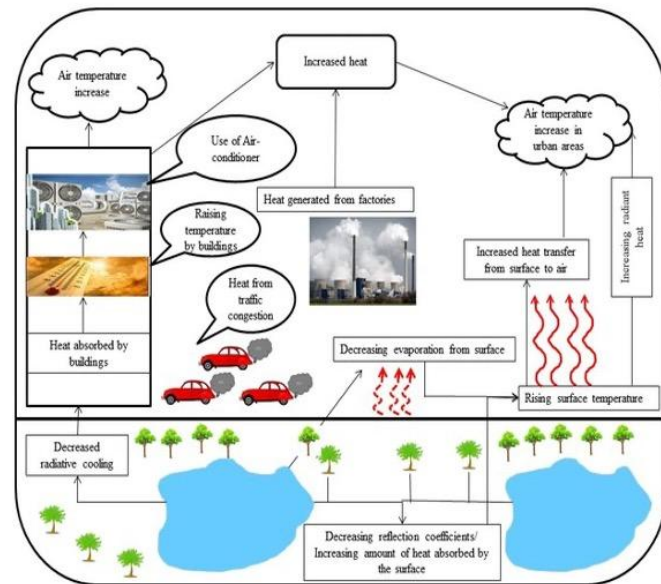 Air temperature
increase
Increased heat
Air temperature
increase in
urban areas
Use of Air-
conditioner
Heat generated from factories
Raising
temperature
by buildings
Increasing radiant
heat
Increased heat transfer
from surface to air
Heat from
traffic
congestion
Heat absorbed by
buildings
Decreasing evaporation from surface
Rising surface temperature
Decreased
radiative cooling
Decreasing reflection coefficients/
Increasing amount of heat absorbed by
the surface